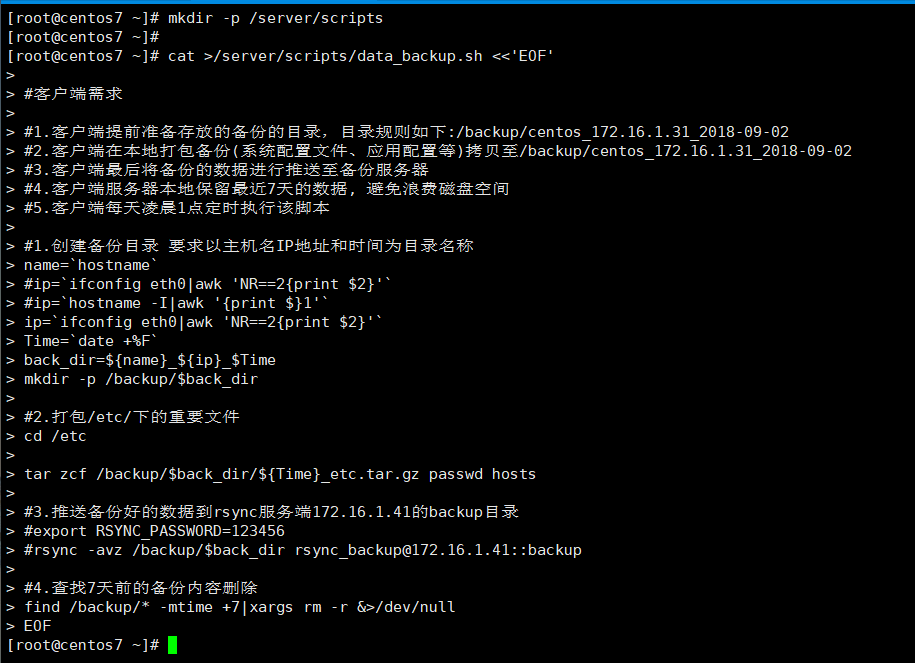 [root@centos7 ~]# mkdir -p /server/scripts
[root@centos7 ~]#
[root@centos7 ~]# cat >/server/scripts/data_backup.sh <<'EOF'
>
> #客户端需求
>
> #1.客户端提前准备存放的备份的目录，目录规则如下:/backup/centos_172.16.1.31_2018-09-02
> #2.客户端在本地打包备份(系统配置文件、应用配置等)拷贝至/backup/centos_172.16.1.31_2018-09-02
> #3.客户端最后将备份的数据进行推送至备份服务器
> #4.客户端服务器本地保留最近7天的数据, 避免浪费磁盘空间
> #5.客户端每天凌晨1点定时执行该脚本
>
> #1.创建备份目录 要求以主机名IP地址和时间为目录名称
> name=`hostname`
> #ip=`ifconfig eth0|awk 'NR==2{print $2}'`
> #ip=`hostname -I|awk '{print $}1'`
> ip=`ifconfig eth0|awk 'NR==2{print $2}'`
> Time=`date +%F`
> back_dir=${name}_${ip}_$Time
> mkdir -p /backup/$back_dir
>
> #2.打包/etc/下的重要文件
> cd /etc
>
> tar zcf /backup/$back_dir/${Time}_etc.tar.gz passwd hosts
>
> #3.推送备份好的数据到rsync服务端172.16.1.41的backup目录
> #export RSYNC_PASSWORD=123456
> #rsync -avz /backup/$back_dir rsync_backup@172.16.1.41::backup
>
> #4.查找7天前的备份内容删除
> find /backup/* -mtime +7|xargs rm -r &>/dev/null
> EOF
[root@centos7 ~]#